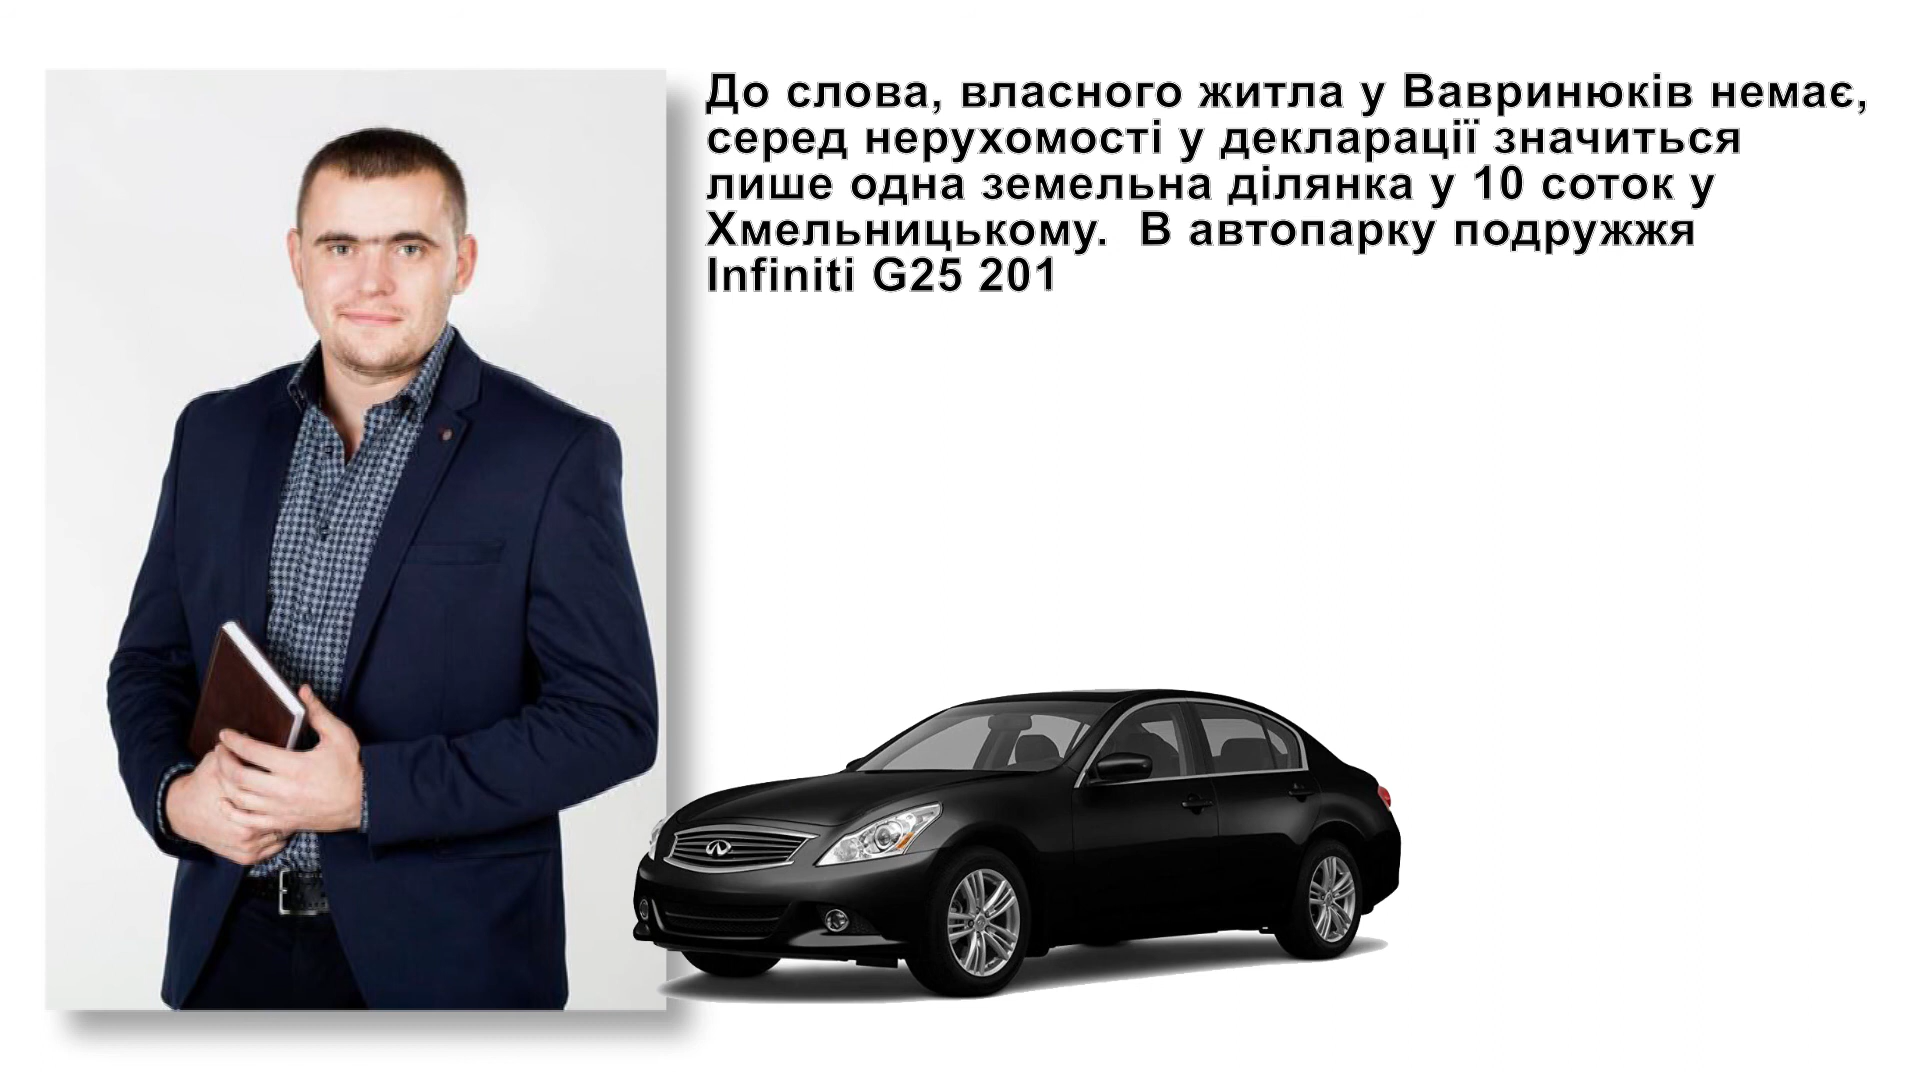 До слова, власного житла у Вавринюків немає,
серед нерухомості у декларації значиться
лише одна земельна ділянка у 10 соток у
Хмельницькому.  В автопарку подружжя
Infiniti G25 201